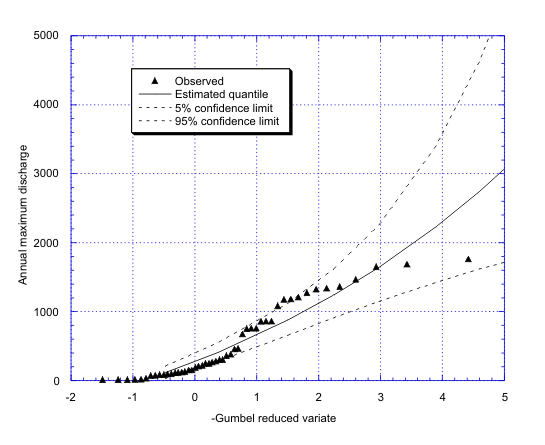 5000
4000
3000
2000
1000
0
Annual maximum discharge
Observed
Estimated quantile
5% confidence limit
95% confidence limit
-2 -1 0 1 2 3 4 5
-Gumbel reduced variate